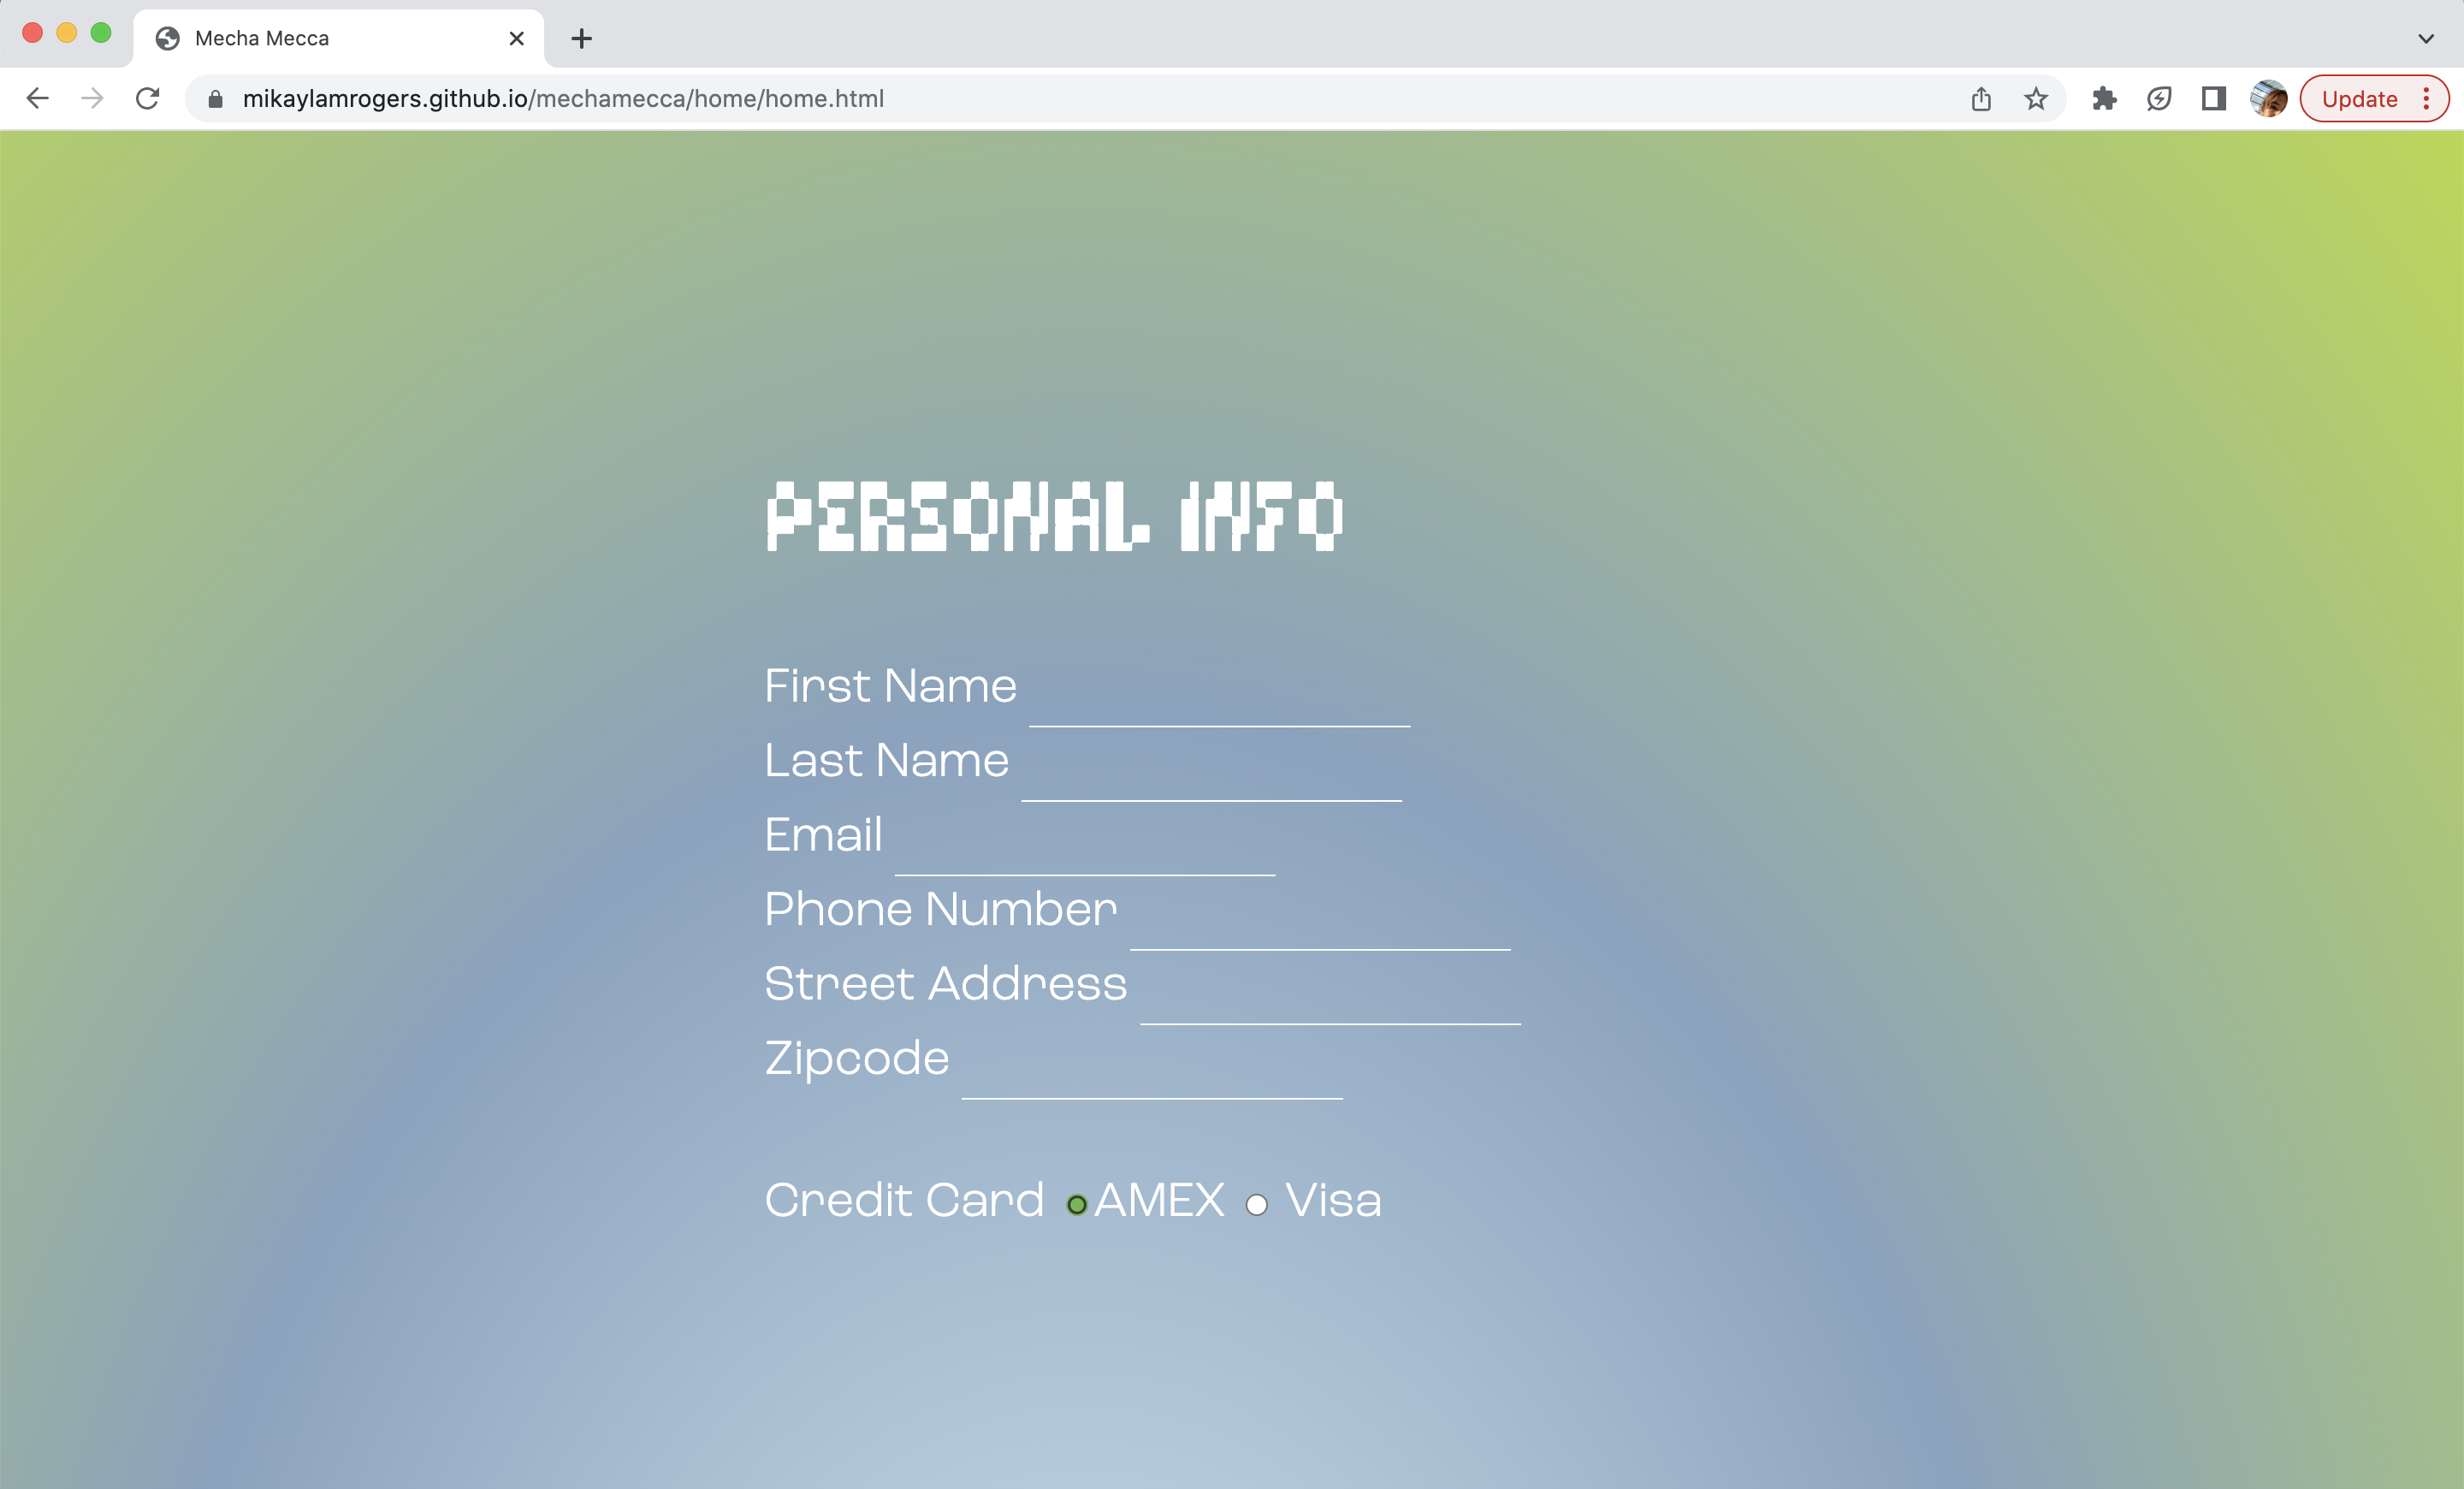 Mecha Mecca
mikaylamrogers.github.io/mechamecca/home/home.html
Update
PERSONAL INFO
First Name
Last Name
Email
Phone Number
Street Address
Zipcode
Credit Card AMEX Visa